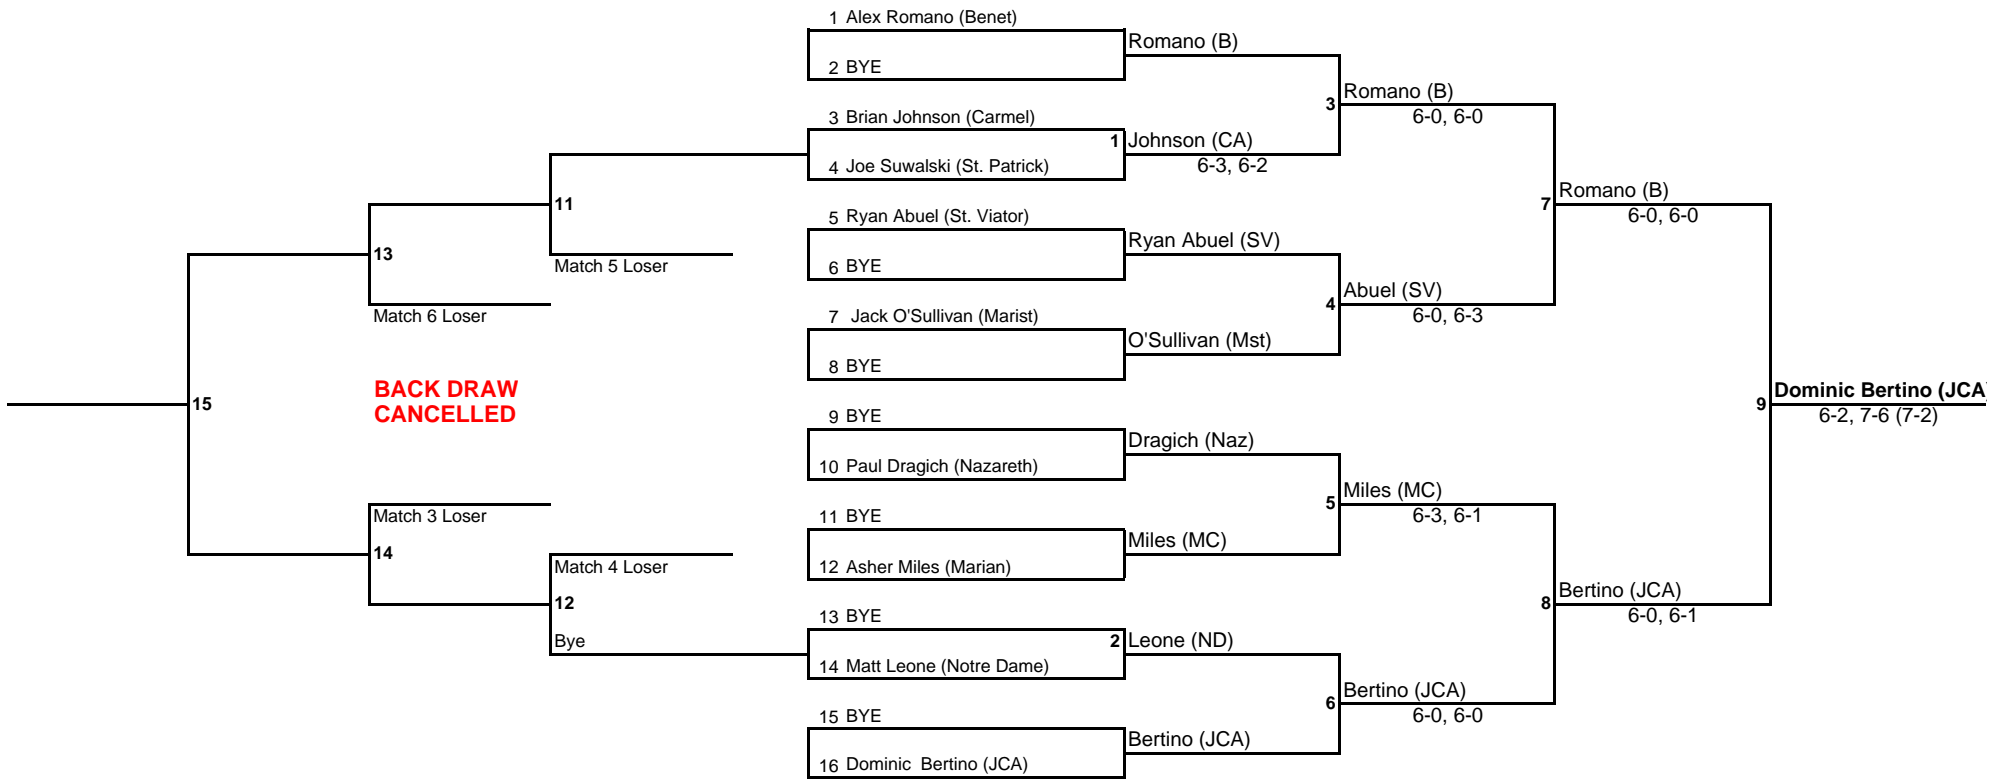 1 Alex Romano (Benet)
Romano (B)
2 BYE
Romano (B)
3
6-0, 6-0
3 Brian Johnson (Carmel)
1 Johnson (CA)
4 Joe Suwalski (St. Patrick)
6-3, 6-2
Romano (B)
7
6-0, 6-0
11
5 Ryan Abuel (St. Viator)
Ryan Abuel (SV)
13
Match 5 Loser
6 BYE
Abuel (SV)
4
6-0, 6-3
Match 6 Loser
7 Jack O'Sullivan (Marist)
O'Sullivan (Mst)
8 BYE
BACK DRAW
CANCELLED
15
9
Dominic Bertino (JCA)
6-2, 7-6 (7-2)
9 BYE
Dragich (Naz)
10 Paul Dragich (Nazareth)
Miles (MC)
5
6-3, 6-1
Match 3 Loser
11 BYE
Miles (MC)
14
Match 4 Loser
12 Asher Miles (Marian)
Bertino (JCA)
8
6-0, 6-1
12
13 BYE
Bye
2 Leone (ND)
14 Matt Leone (Notre Dame)
Bertino (JCA)
6
6-0, 6-0
15 BYE
Bertino (JCA)
16 Dominic  Bertino (JCA)